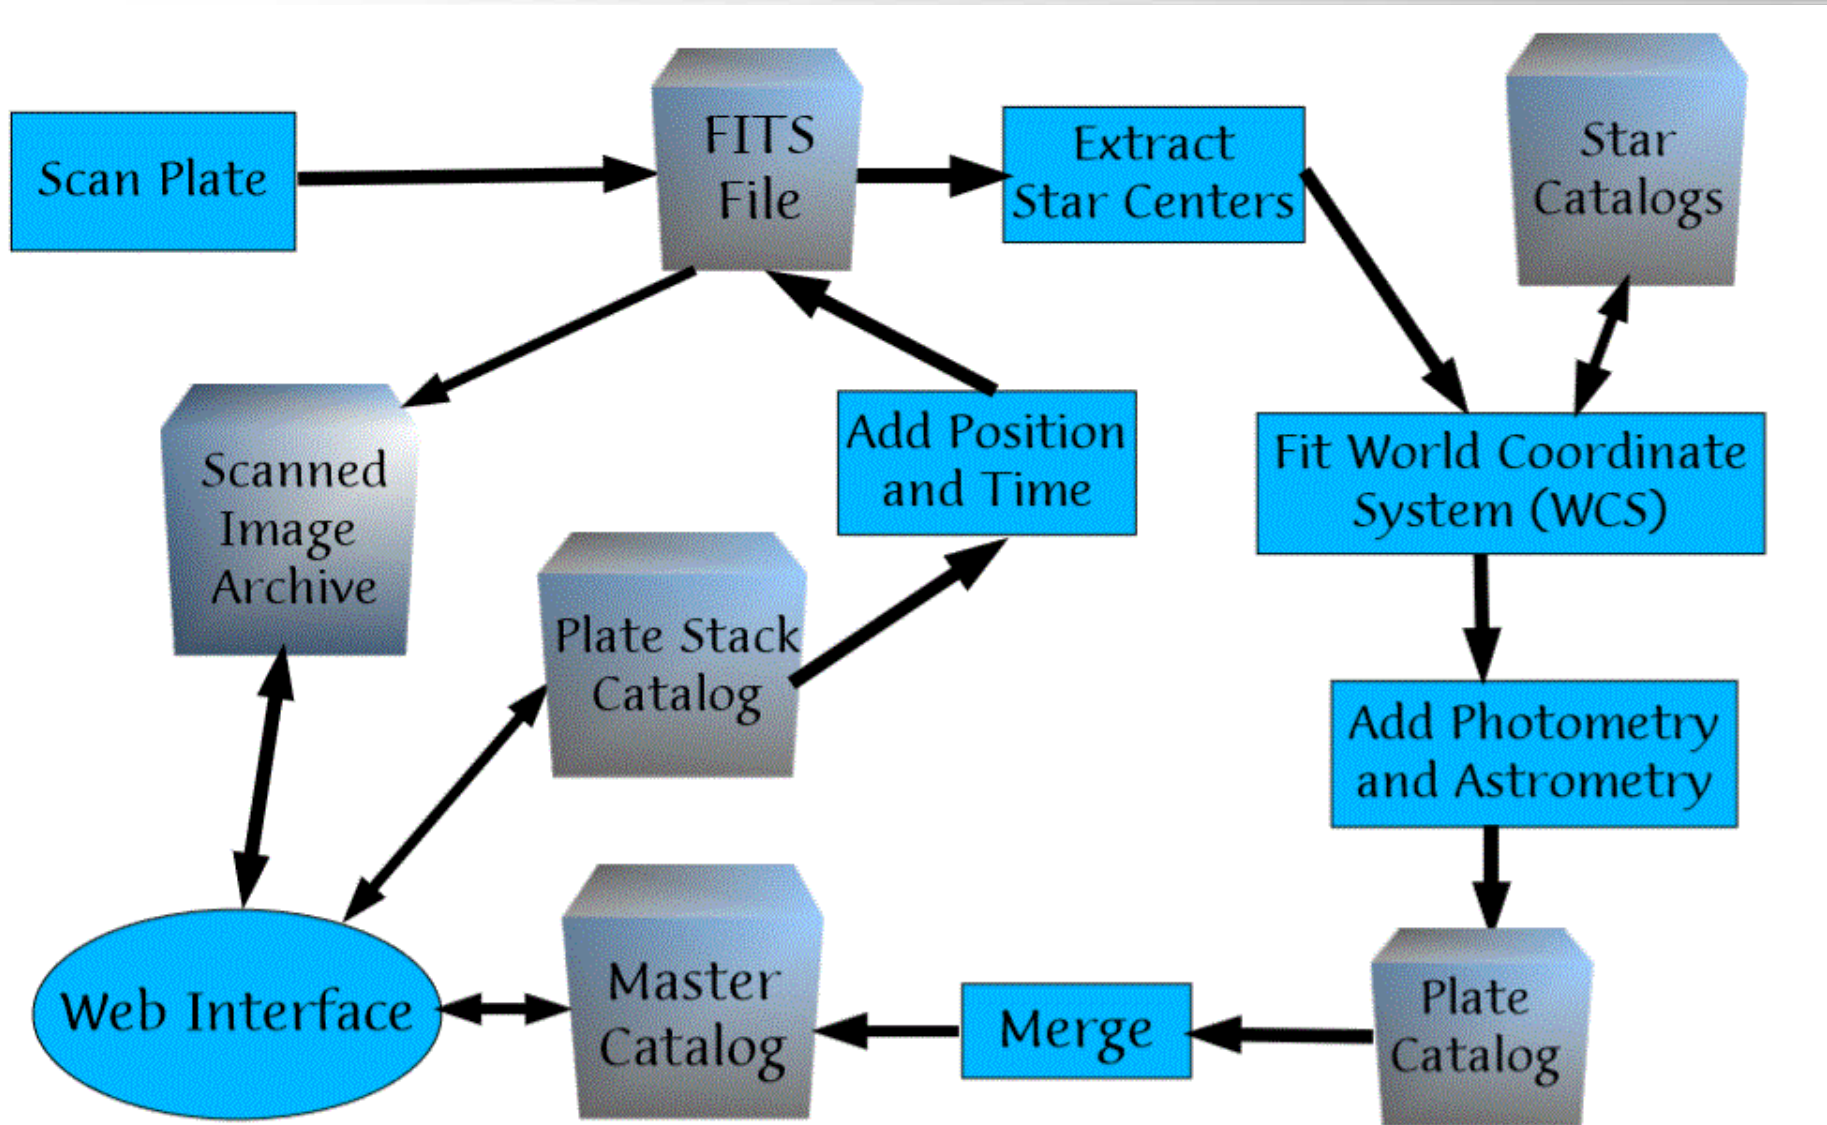 Scan Plate
FITS
File
Extract
Star Centers
Star
Catalogs
Scanned
Image
Archive
Add Position
and Time
Fit World Coordinate
System (WCS)
Plate Stack
Catalog
Add Photometry
and Astrometry
Web Interface
Master
Catalog
Merge
Plate
Catalog